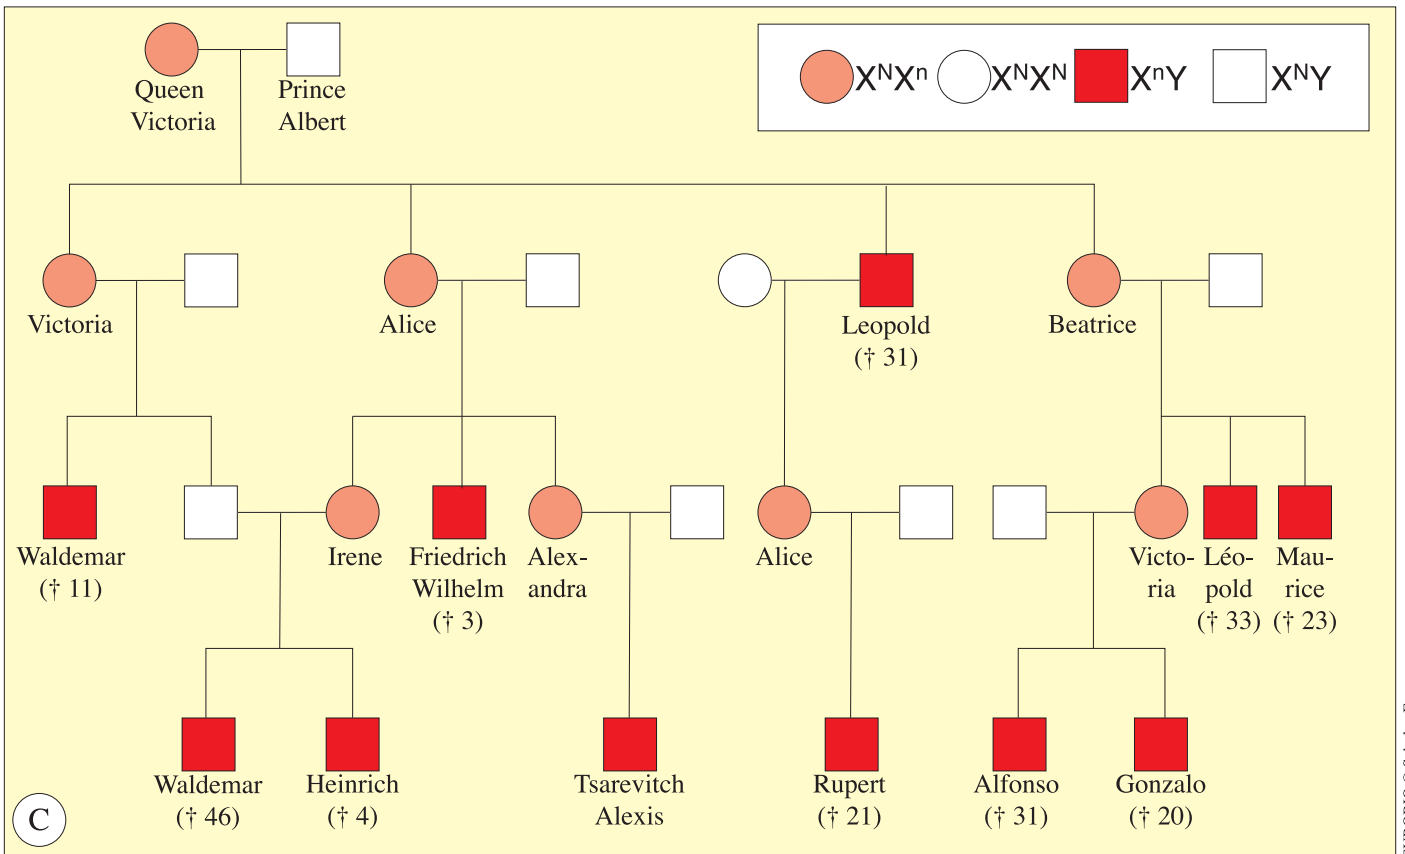 Queen
Victoria
Prince
Albert
XᴺXⁿ
XᴺXᴺ
XⁿY
XᴺY
Victoria
Alice
Leopold
(† 31)
Beatrice
Waldemar
(† 11)
Irene
Friedrich
Wilhelm
(† 3)
Alex-
andra
Alice
Victo-
ria
Léo-
pold
(† 33)
Mau-
rice
(† 23)
Waldemar
(† 46)
Heinrich
(† 4)
Tsarevitch
Alexis
Rupert
(† 21)
Alfonso
(† 31)
Gonzalo
(† 20)
C